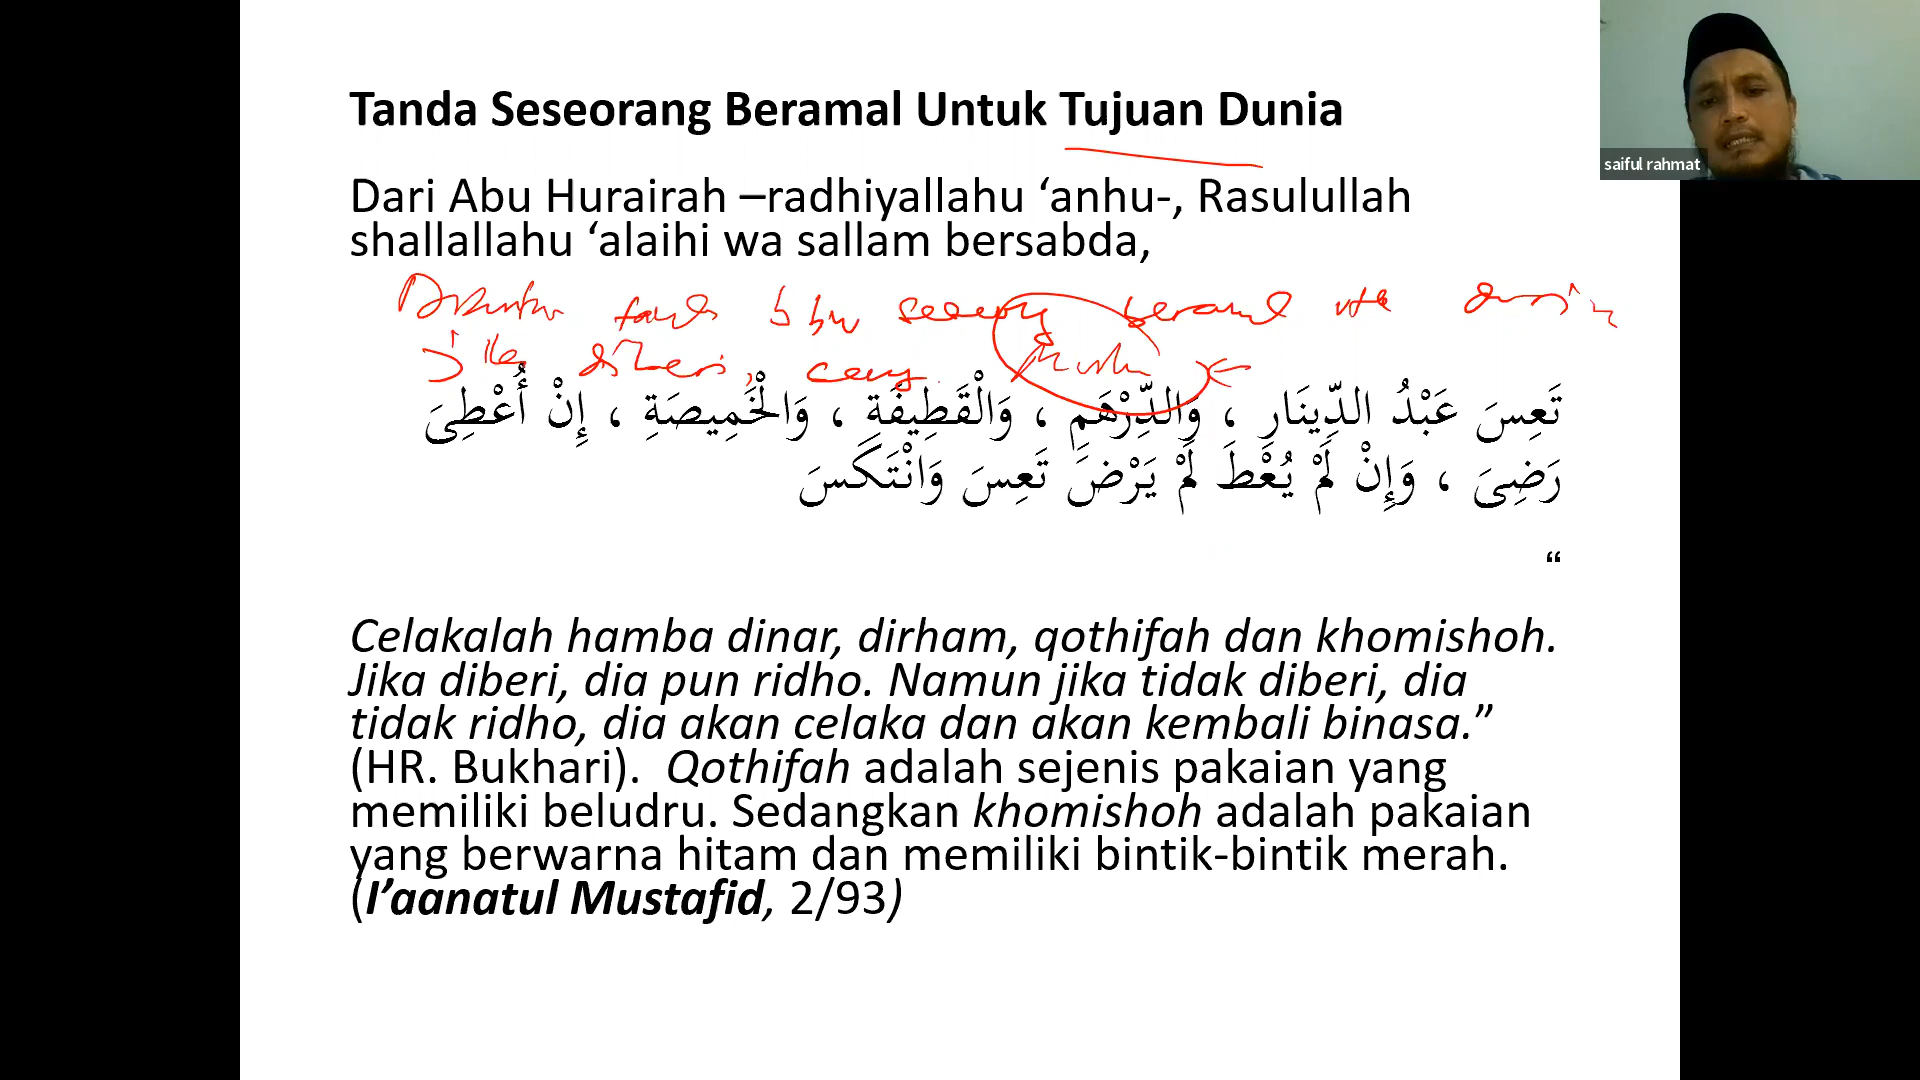 Tanda Seseorang Beramal Untuk Tujuan Dunia
saiful rahmat
Dari Abu Hurairah –radhiyallahu ‘anhu-, Rasulullah
shallallahu ‘alaihi wa sallam bersabda,
beramal
تَعِسَ عَبْدُ الدِّينَارِ ، وَالدِّرْهَمِ ، وَالْقَطِيفَةِ ، وَالْخَمِيصَةِ ، إِنْ أُعْطِىَ
رَضِىَ ، وَإِنْ لَمْ يُعْطَ لَمْ يَرْضَ تَعِسَ وَانْتَكَسَ
“
Celakalah hamba dinar, dirham, qothifah dan khomishoh.
Jika diberi, dia pun ridho. Namun jika tidak diberi, dia
tidak ridho, dia akan celaka dan akan kembali binasa.”
(HR. Bukhari).  Qothifah adalah sejenis pakaian yang
memiliki beludru. Sedangkan khomishoh adalah pakaian
yang berwarna hitam dan memiliki bintik-bintik merah.
(I’aanatul Mustafid, 2/93)